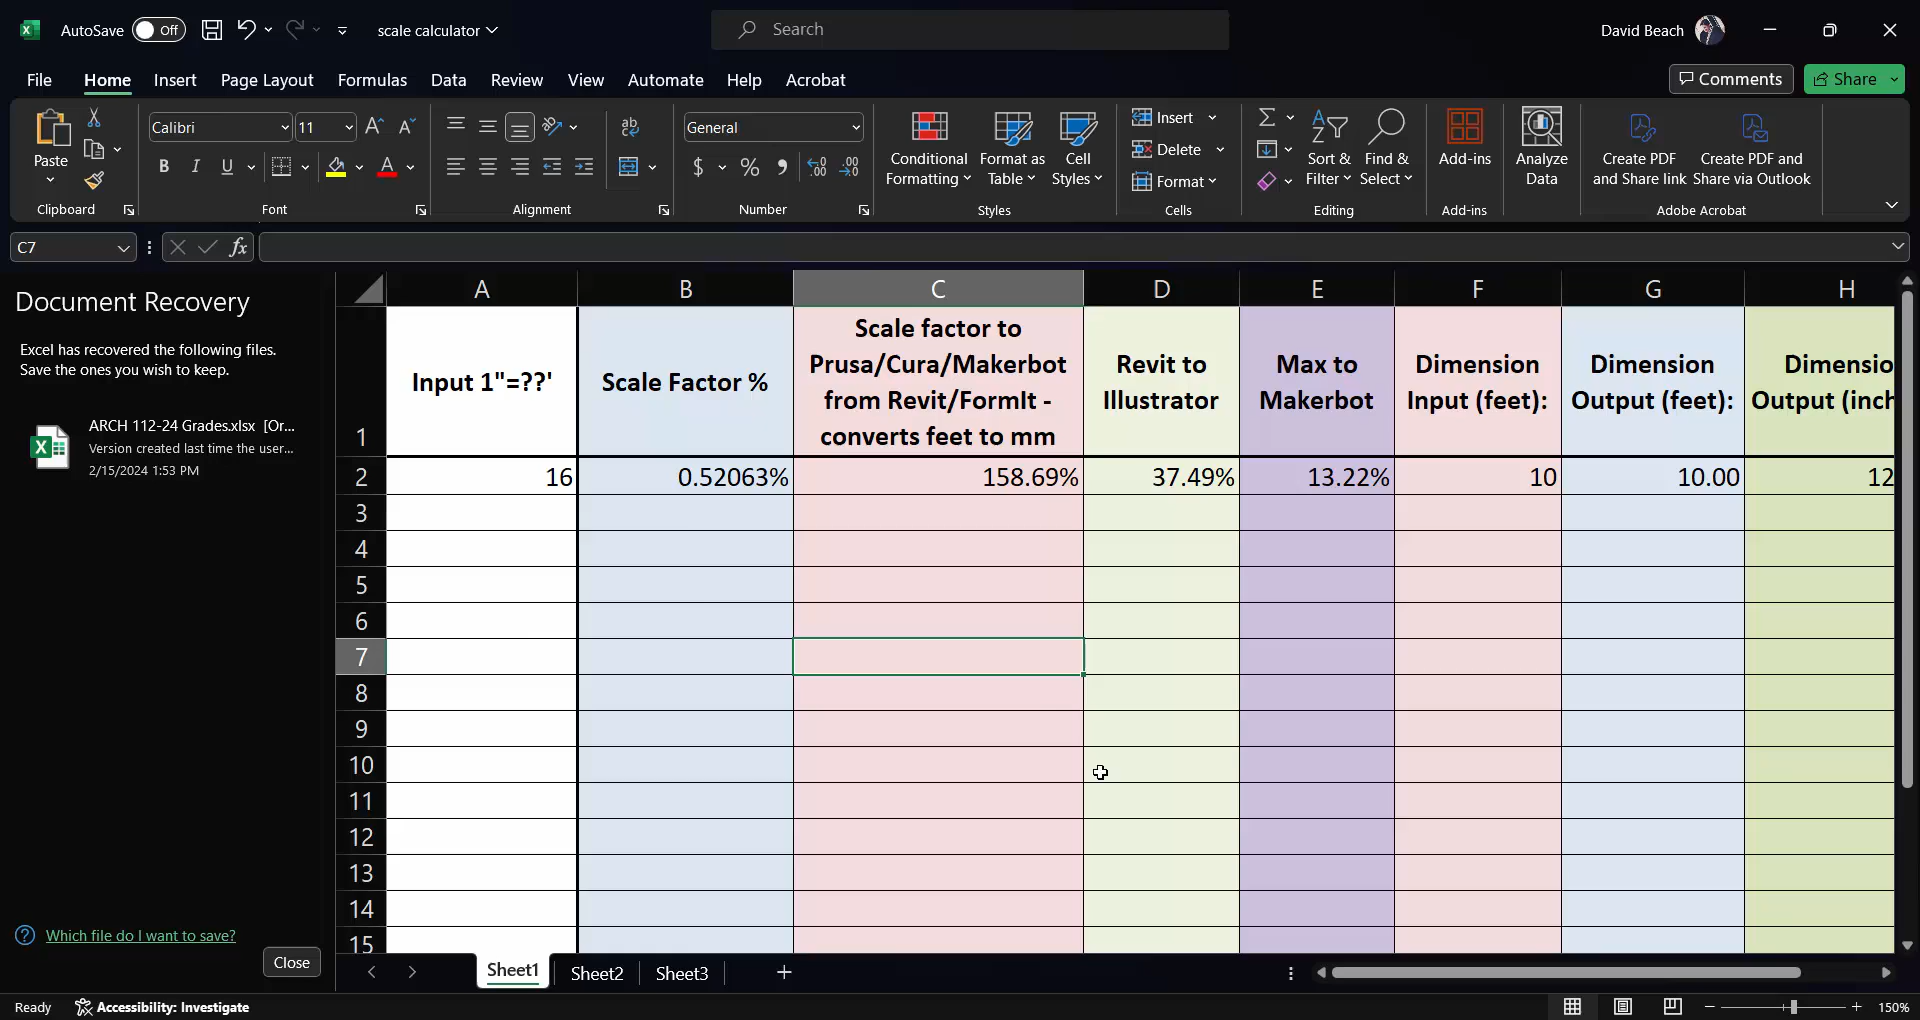 AutoSave Off scale calculator Search David Beach
File Home Insert Page Layout Formulas Data Review View Automate Help Acrobat Comments Share
Paste
Calibri 11
B I U A
ab
General
$ % 9 .00
Conditional Formatting
Format as Table
Cell Styles
Insert
Delete
Format
Sort & Filter
Find & Select
Add-ins
Analyze Data
Create PDF and Share link
Create PDF and Share via Outlook
Clipboard Font Alignment Number Styles Cells Editing Add-ins Adobe Acrobat
C7 fx
Document Recovery
Excel has recovered the following files.
Save the ones you wish to keep.
ARCH 112-24 Grades.xlsx [Or...
Version created last time the user...
2/15/2024 1:53 PM
Which file do I want to save?
Close
A B C D E F G H
1
Input 1"=??'
Scale Factor %
Scale factor to
Prusa/Cura/Makerbot
from Revit/FormIt -
converts feet to mm
Revit to
Illustrator
Max to
Makerbot
Dimension
Input (feet):
Dimension
Output (feet):
Dimensio
Output (inch
2 16 0.52063% 158.69% 37.49% 13.22% 10 10.00 12
3
4
5
6
7
8
9
10
11
12
13
14
15
Sheet1 Sheet2 Sheet3
Ready Accessibility: Investigate 150%